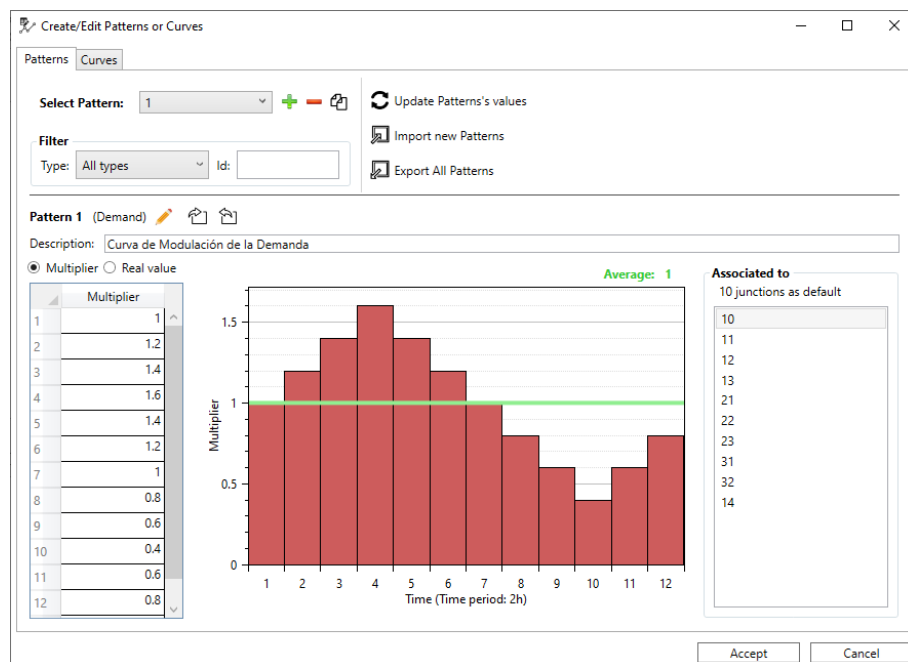 Create/Edit Patterns or Curves
Patterns Curves
Select Pattern: 1
Update Patterns's values
Filter
Import new Patterns
Type: All types Id:
Export All Patterns
Pattern 1 (Demand)
Description: Curva de Modulación de la Demanda
Multiplier Real value
Multiplier
1 1
2 1.2
3 1.4
4 1.6
5 1.4
6 1.2
7 1
8 0.8
9 0.6
10 0.4
11 0.6
12 0.8
Average: 1
Multiplier
1.5
1
0.5
0
1 2 3 4 5 6 7 8 9 10 11 12
Time (Time period: 2h)
Associated to
10 junctions as default
10
11
12
13
21
22
23
31
32
14
Accept Cancel